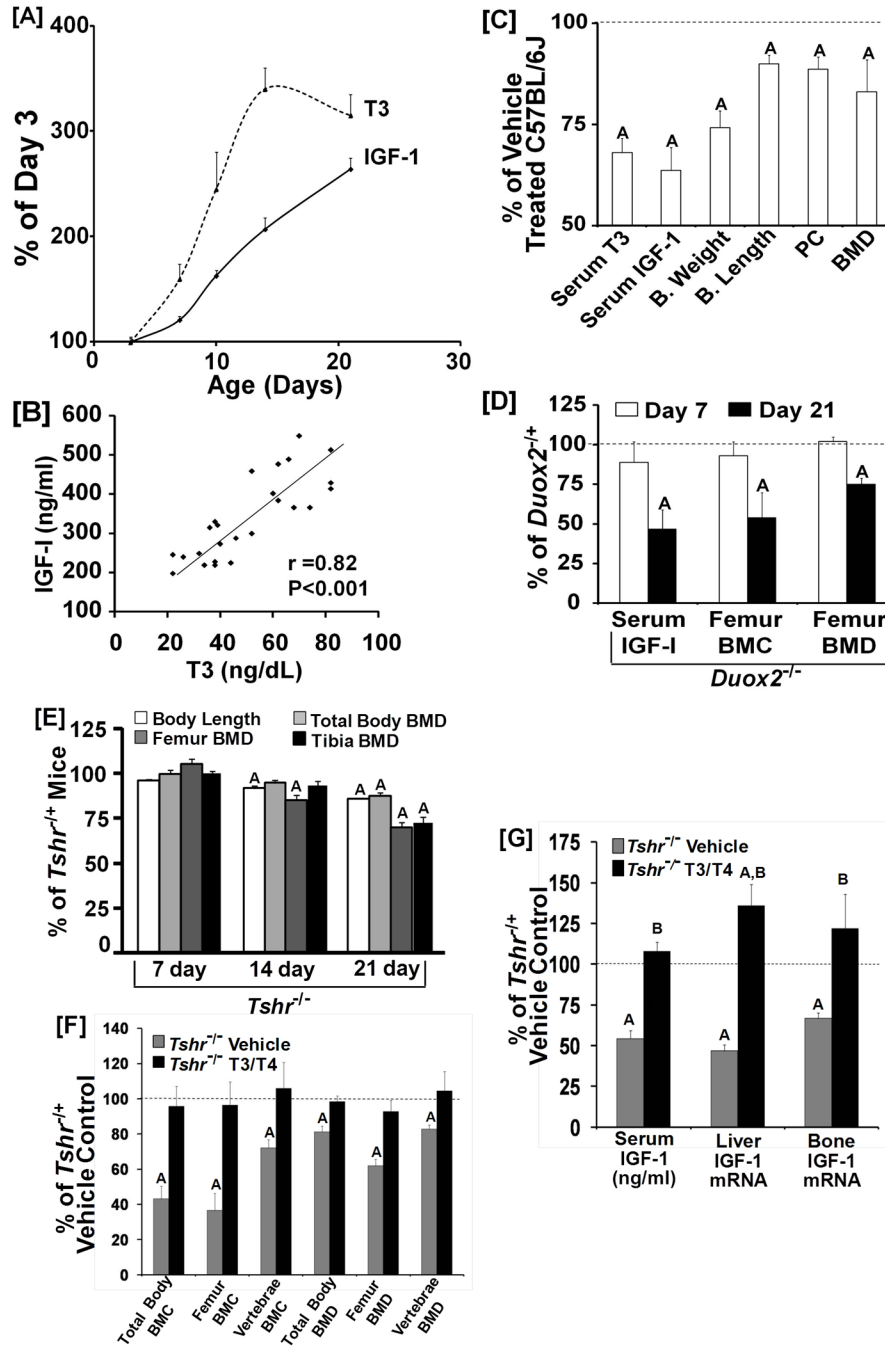 [A]
400
300
200
100
% of Day 3
T3
IGF-1
0
10
20
30
Age (Days)
[B]
600
500
400
300
200
100
IGF-I (ng/ml)
r =0.82
P<0.001
0
20
40
60
80
100
T3 (ng/dL)
[C]
100
75
50
% of Vehicle
Treated C57BL/6J
A
A
A
A
A
A
Serum T3
Serum IGF-1
B. Weight
B. Length
PC
BMD
[D]
Day 7
Day 21
125
100
75
50
25
0
% of Duox2-/+
A
A
A
Serum
IGF-I
Femur
BMC
Femur
BMD
Duox2-/-
[E]
Body Length
Total Body BMD
Femur BMD
Tibia BMD
125
100
75
50
25
0
% of Tshr-/+ Mice
A
A
A
A
A
A
7 day
14 day
21 day
Tshr-/-
[F]
Tshr-/- Vehicle
Tshr-/- T3/T4
140
120
100
80
60
40
20
0
% of Tshr-/+
Vehicle Control
A
A
A
A
A
A
Total Body
BMC
Femur
BMC
Vertebrae
BMC
Total Body
BMD
Femur
BMD
Vertebrae
BMD
[G]
Tshr-/- Vehicle
Tshr-/- T3/T4
175
150
125
100
75
50
25
0
% of Tshr-/+
Vehicle Control
A
B
A
A,B
A
B
Serum
IGF-1
(ng/ml)
Liver
IGF-1
mRNA
Bone
IGF-1
mRNA